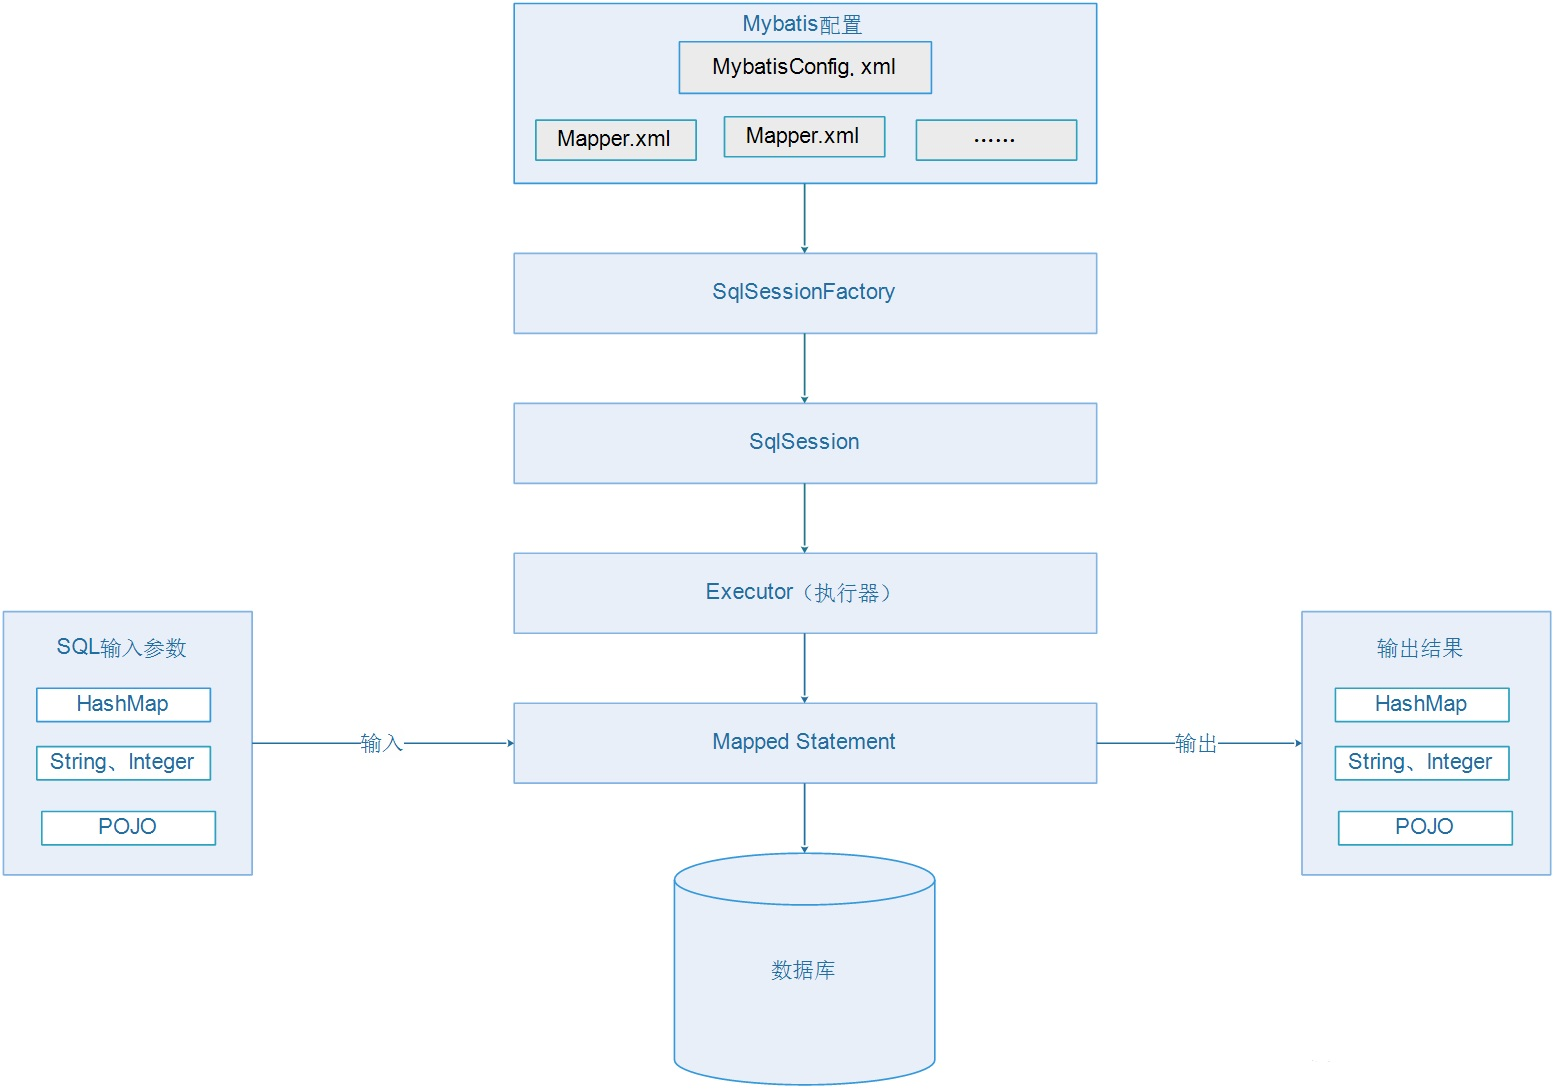 Mybatis配置
MybatisConfig. xml
Mapper.xml
Mapper.xml
······
SqlSessionFactory
SqlSession
Executor（执行器）
SQL输入参数
HashMap
String、Integer
POJO
输入
Mapped Statement
输出
输出结果
HashMap
String、Integer
POJO
数据库